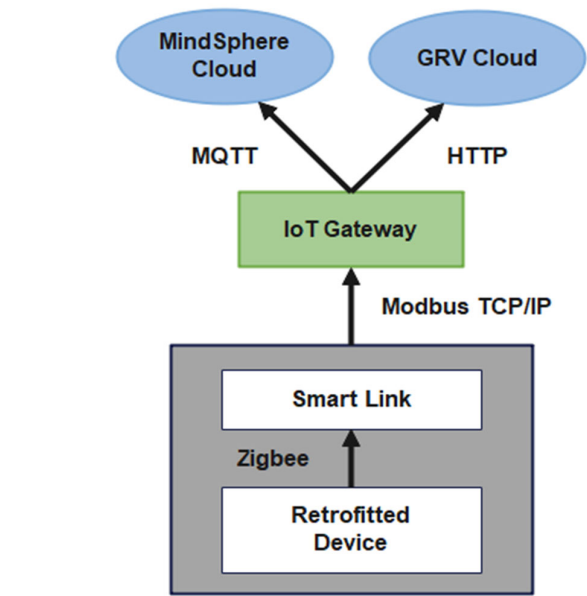 MindSphere
Cloud
GRV Cloud
MQTT
HTTP
IoT Gateway
Modbus TCP/IP
Smart Link
Zigbee
Retrofitted
Device